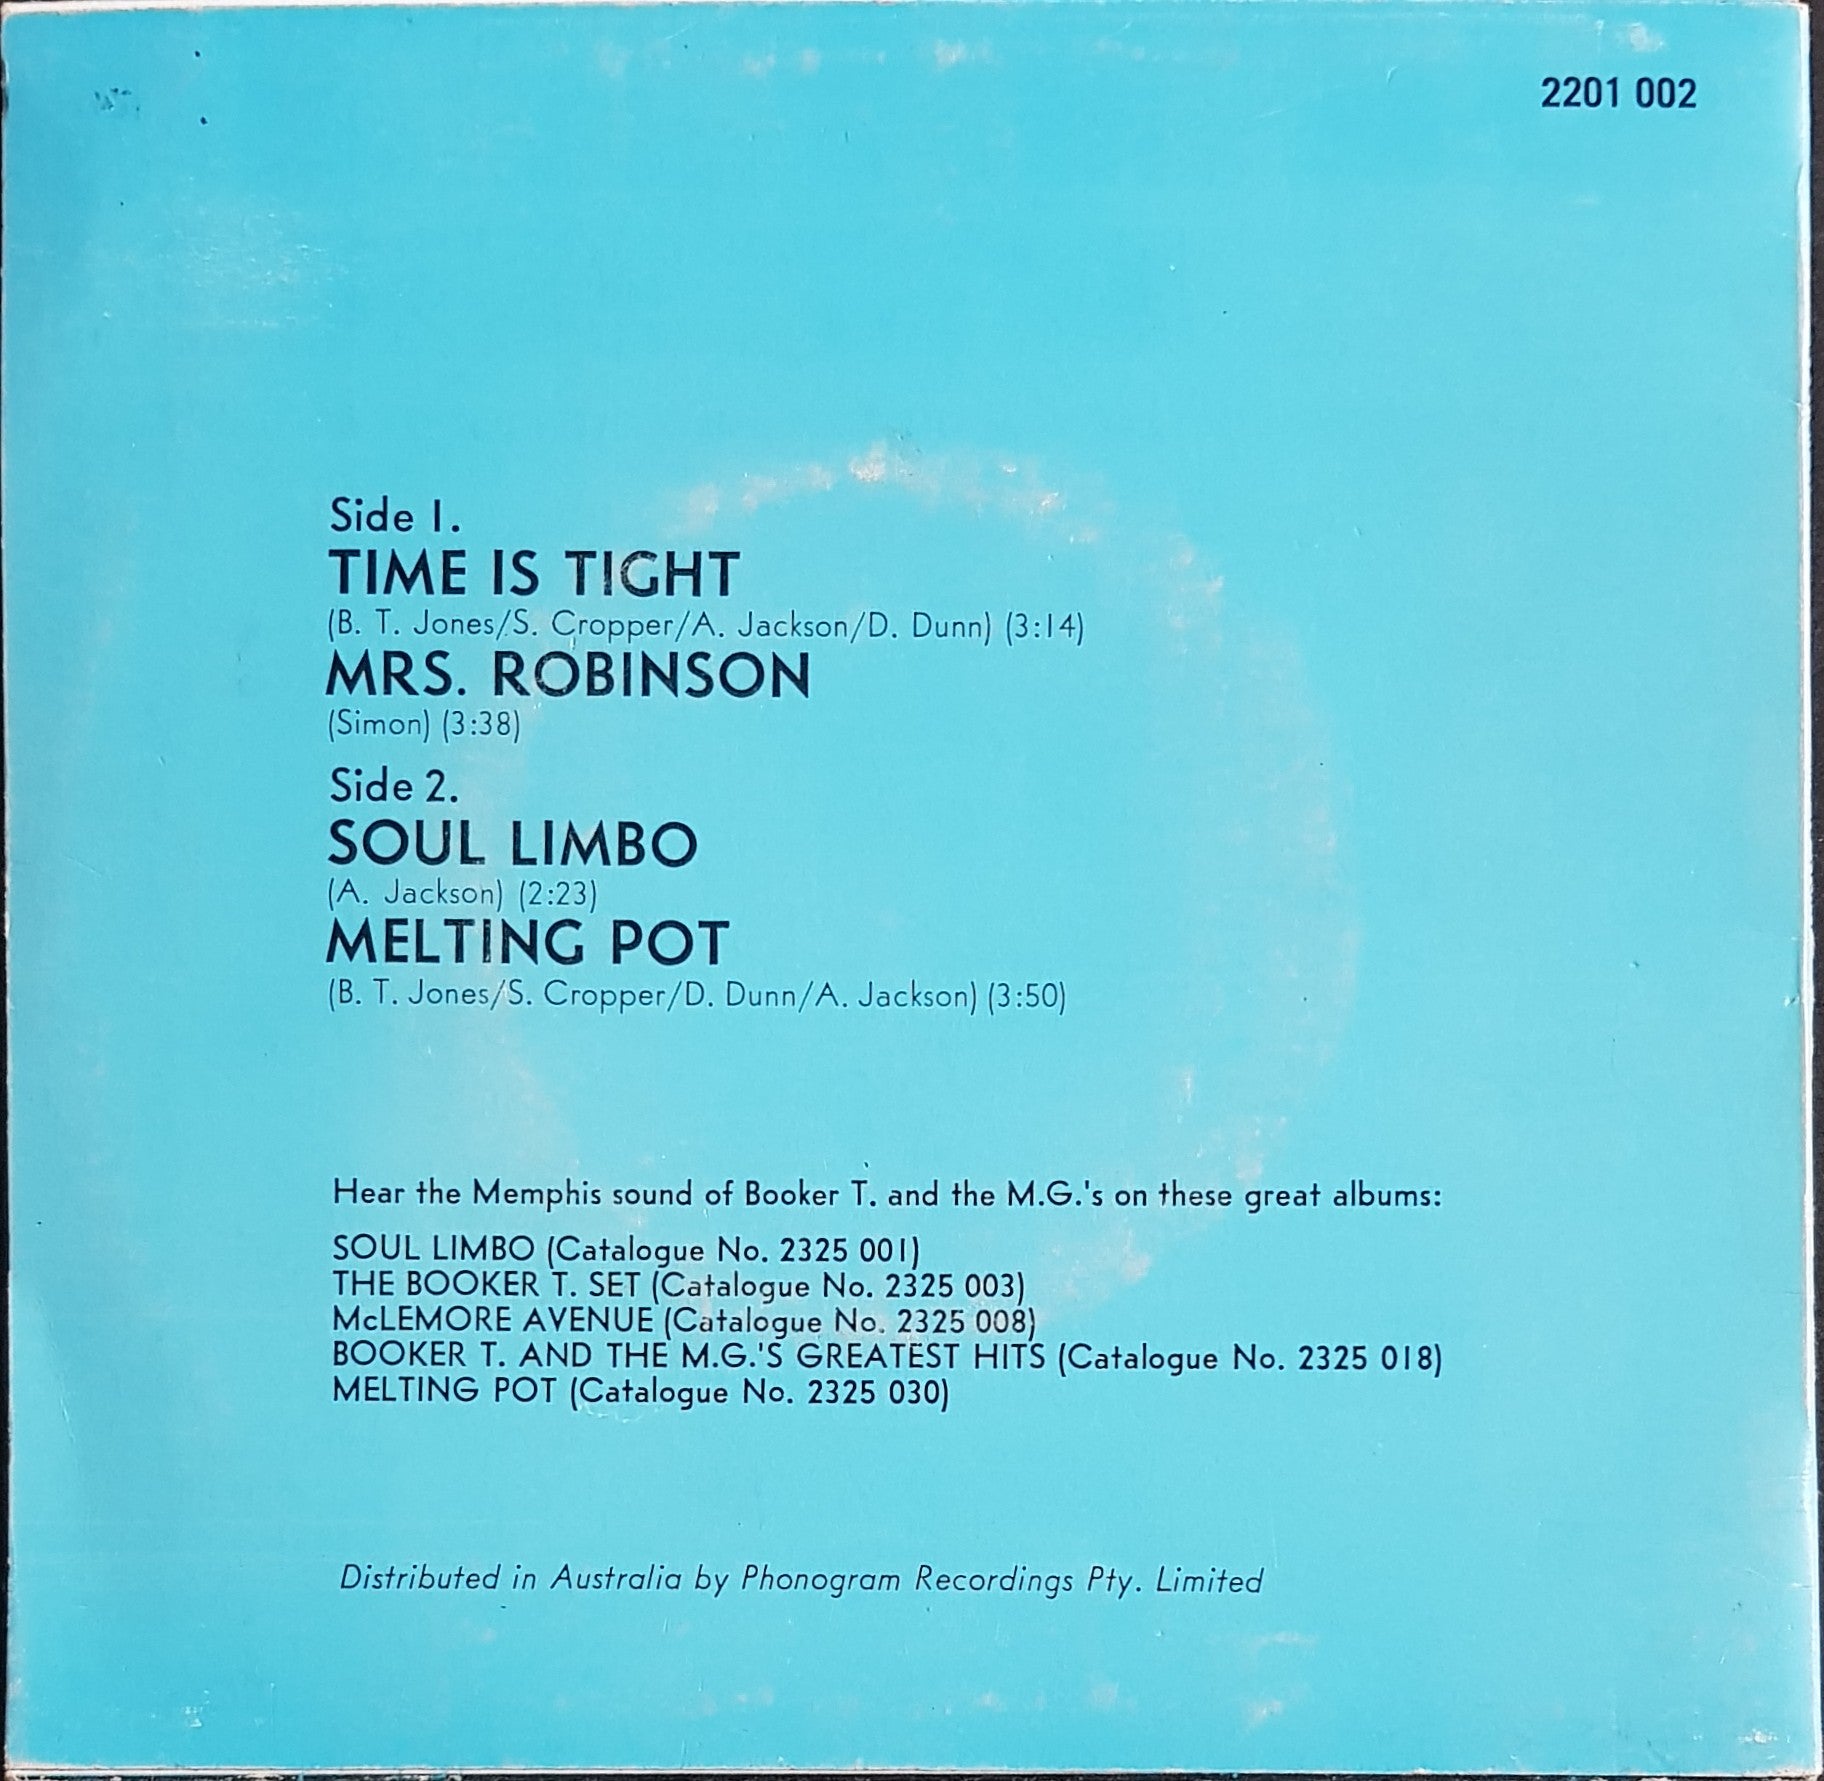 2201 002
Side 1.
TIME IS TIGHT
(B. T. Jones/S. Cropper/A. Jackson/D. Dunn) (3:14)
MRS. ROBINSON
(Simon) (3:38)
Side 2.
SOUL LIMBO
(A. Jackson) (2:23)
MELTING POT
(B. T. Jones/S. Cropper/D. Dunn/A. Jackson) (3:50)
Hear the Memphis sound of Booker T. and the M.G.'s on these great albums:
SOUL LIMBO (Catalogue No. 2325 001)
THE BOOKER T. SET (Catalogue No. 2325 003)
McLEMORE AVENUE (Catalogue No. 2325 008)
BOOKER T. AND THE M.G.'S GREATEST HITS (Catalogue No. 2325 018)
MELTING POT (Catalogue No. 2325 030)
Distributed in Australia by Phonogram Recordings Pty. Limited